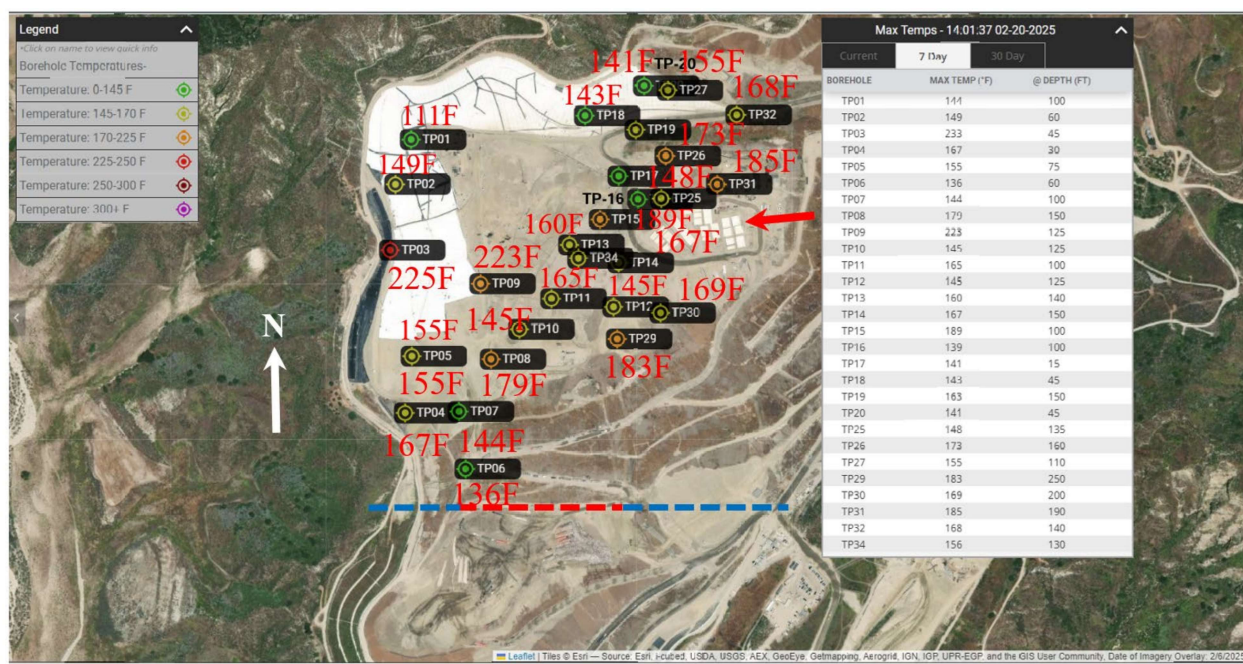 Legend
*Click on name to view quick info
Borehole Temperatures-
Temperature: 0-145 F
Temperature: 145-170 F
Temperature: 170-225 F
Temperature: 225-250 F
Temperature: 250-300 F
Temperature: 300+ F
141F TP-20 155F
TP27
143F
168F
TP18
TP32
111F
TP19
173F
TP01
TP26
185F
149F
TP17
148F
TP02
TP31
TP-16
TP25
TP15
189F
160F
167F
TP13
TP03
TP34
TP14
225F
223F
TP09
165F
145F
169F
TP11
TP12
TP30
N
145F
TP10
155F
TP29
TP05
TP08
183F
155F
179F
TP04
TP07
167F
144F
TP06
136F
Max Temps - 14:01:37 02-20-2025
Current 7 Day 30 Day
BOREHOLE MAX TEMP (°F) @ DEPTH (FT)
TP01 144 100
TP02 149 60
TP03 233 45
TP04 167 30
TP05 155 75
TP06 136 60
TP07 144 100
TP08 179 150
TP09 223 125
TP10 145 125
TP11 165 100
TP12 145 125
TP13 160 140
TP14 167 150
TP15 189 100
TP16 139 100
TP17 141 15
TP18 143 45
TP19 163 150
TP20 141 45
TP25 148 135
TP26 173 160
TP27 155 110
TP29 183 250
TP30 169 200
TP31 185 190
TP32 168 140
TP34 156 130
Leaflet | Tiles © Esri — Source: Esri, i-cubed, USDA, USGS, AEX, GeoEye, Getmapping, Aerogrid, IGN, IGP, UPR-EGP, and the GIS User Community, Date of Imagery Overlay: 2/6/2025